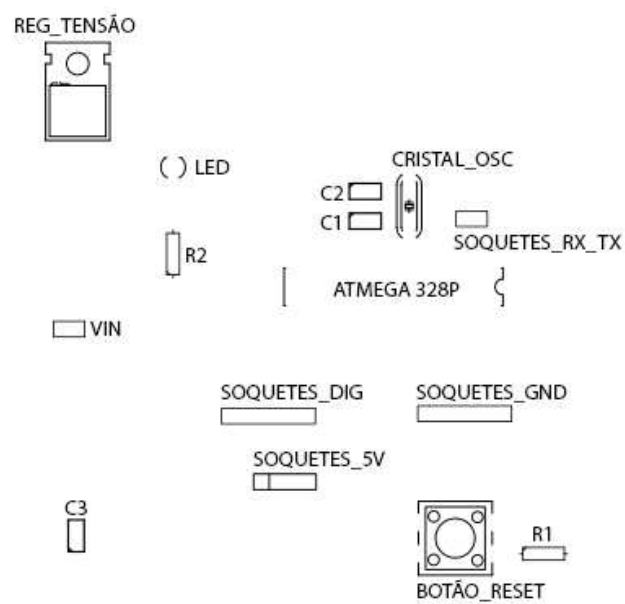 REG_TENSÃO
LED
CRISTAL_OSC
C2
C1
SOQUETES_RX_TX
R2
ATMEGA 328P
VIN
SOQUETES_DIG
SOQUETES_GND
SOQUETES_5V
C3
R1
BOTÃO_RESET